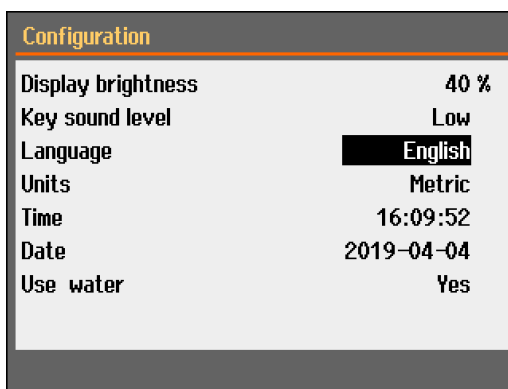 Configuration
Display brightness 40 %
Key sound level Low
Language English
Units Metric
Time 16:09:52
Date 2019-04-04
Use water Yes